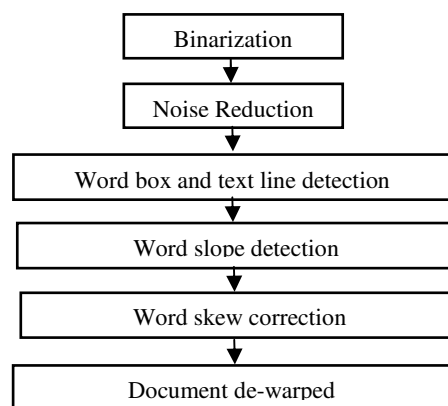 Binarization
Noise Reduction
Word box and text line detection
Word slope detection
Word skew correction
Document de-warped